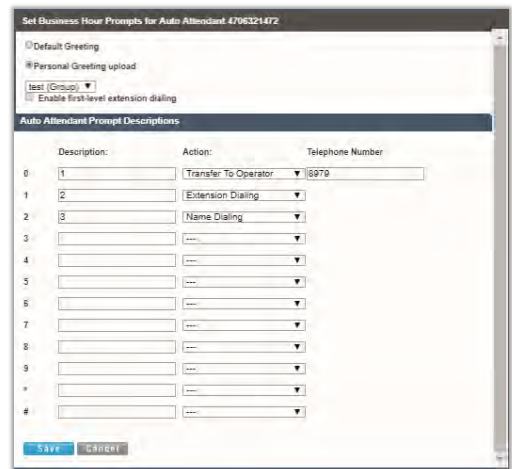 Set Business Hour Prompts for Auto Attendant 4706321472
Default Greeting
Personal Greeting upload
test (Group) ▼
Enable first-level extension dialing
Auto Attendant Prompt Descriptions
Description: Action: Telephone Number
0 1 Transfer To Operator ▼ 8979
1 2 Extension Dialing ▼
2 3 Name Dialing ▼
3 --- ▼
4 --- ▼
5 --- ▼
6 --- ▼
7 --- ▼
8 --- ▼
9 --- ▼
* --- ▼
# --- ▼
Save Cancel